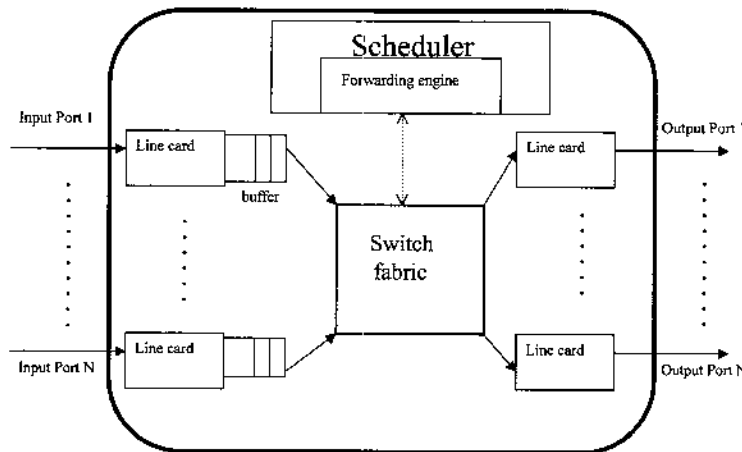 Scheduler
Forwarding engine
Input Port 1
Line card
buffer
Line card
Output Port
Switch
fabric
Line card
Input Port N
Line card
Output Port N